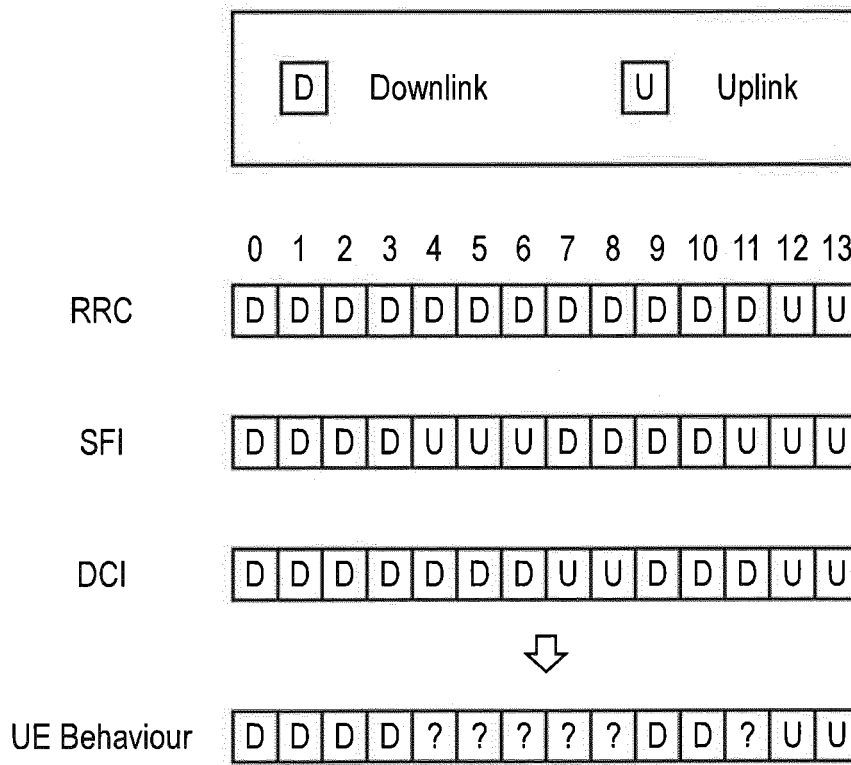 D Downlink U Uplink
0 1 2 3 4 5 6 7 8 9 10 11 12 13
RRC D D D D D D D D D D D D U U
SFI D D D D U U U D D D D U U U
DCI D D D D D D D U U D D D U U
UE Behaviour D D D D ? ? ? ? ? D D ? U U